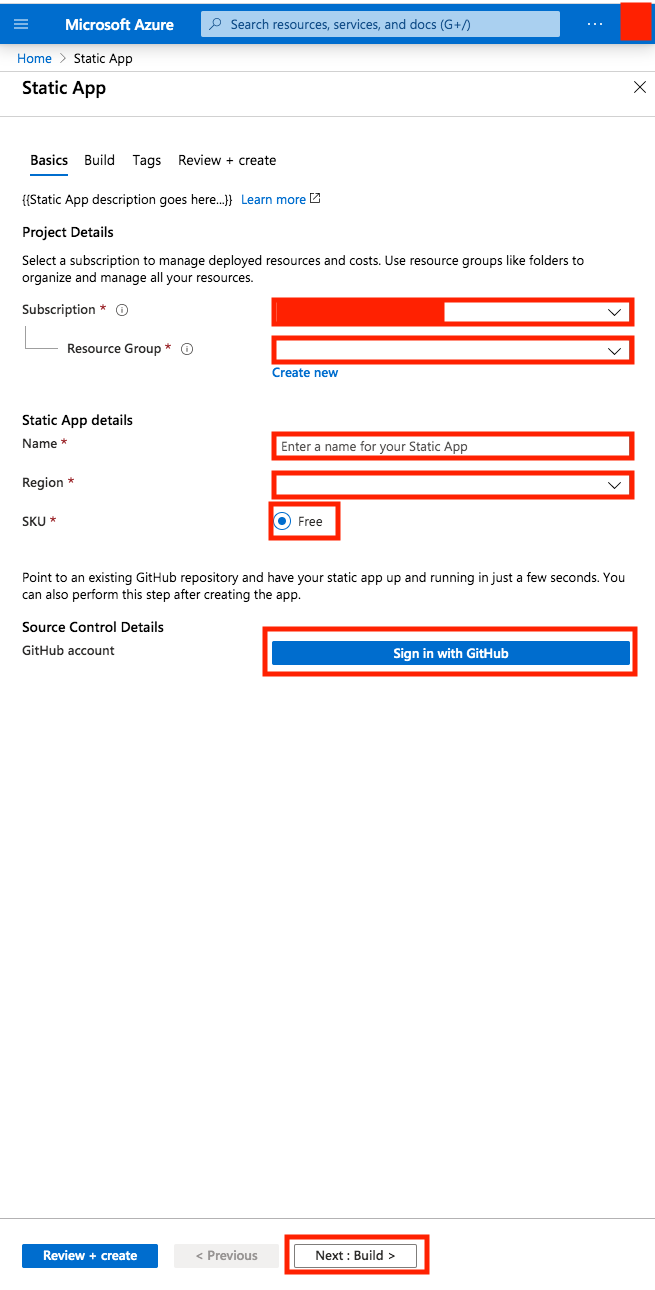 Microsoft Azure
Search resources, services, and docs (G+/)
...
Home > Static App
Static App
Basics Build Tags Review + create
{{Static App description goes here...}} Learn more
Project Details
Select a subscription to manage deployed resources and costs. Use resource groups like folders to
organize and manage all your resources.
Subscription *
Resource Group *
Create new
Static App details
Name *
Enter a name for your Static App
Region *
SKU *
Free
Point to an existing GitHub repository and have your static app up and running in just a few seconds. You
can also perform this step after creating the app.
Source Control Details
GitHub account
Sign in with GitHub
Review + create
< Previous
Next : Build >